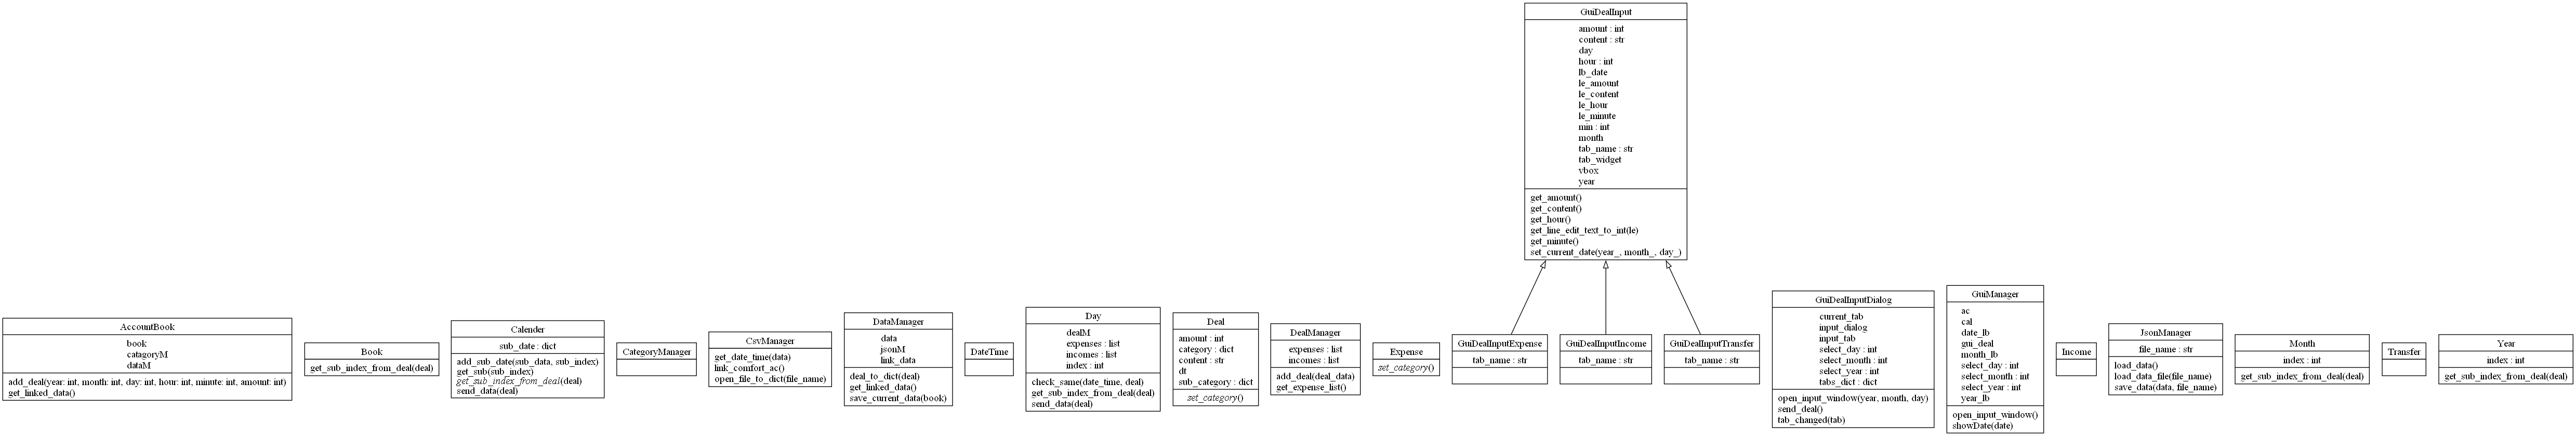 GuiDealInput
amount : int
content : str
day
hour : int
lb_date
le_amount
le_content
le_hour
le_minute
min : int
month
tab_name : str
tab_widget
vbox
year
get_amount()
get_content()
get_hour()
get_line_edit_text_to_int(le)
get_minute()
set_current_date(year_, month_, day_)
AccountBook
book
catagoryM
dataM
add_deal(year: int, month: int, day: int, hour: int, minute: int, amount: int)
get_linked_data()
Book
get_sub_index_from_deal(deal)
Calender
sub_date : dict
add_sub_date(sub_data, sub_index)
get_sub(sub_index)
get_sub_index_from_deal(deal)
send_data(deal)
CategoryManager
CsvManager
get_date_time(data)
link_comfort_ac()
open_file_to_dict(file_name)
DataManager
data
jsonM
link_data
deal_to_dict(deal)
get_linked_data()
save_current_data(book)
DateTime
Day
dealM
expenses : list
incomes : list
index : int
check_same(date_time, deal)
get_sub_index_from_deal(deal)
send_data(deal)
Deal
amount : int
category : dict
content : str
dt
sub_category : dict
set_category()
DealManager
expenses : list
incomes : list
add_deal(deal_data)
get_expense_list()
Expense
set_category()
GuiDealInputExpense
tab_name : str
GuiDealInputIncome
tab_name : str
GuiDealInputTransfer
tab_name : str
GuiDealInputDialog
current_tab
input_dialog
input_tab
select_day : int
select_month : int
select_year : int
tabs_dict : dict
open_input_window(year, month, day)
send_deal()
tab_changed(tab)
GuiManager
ac
cal
date_lb
gui_deal
month_lb
select_day : int
select_month : int
select_year : int
year_lb
open_input_window()
showDate(date)
Income
JsonManager
file_name : str
load_data()
load_data_file(file_name)
save_data(data, file_name)
Month
index : int
get_sub_index_from_deal(deal)
Transfer
Year
index : int
get_sub_index_from_deal(deal)